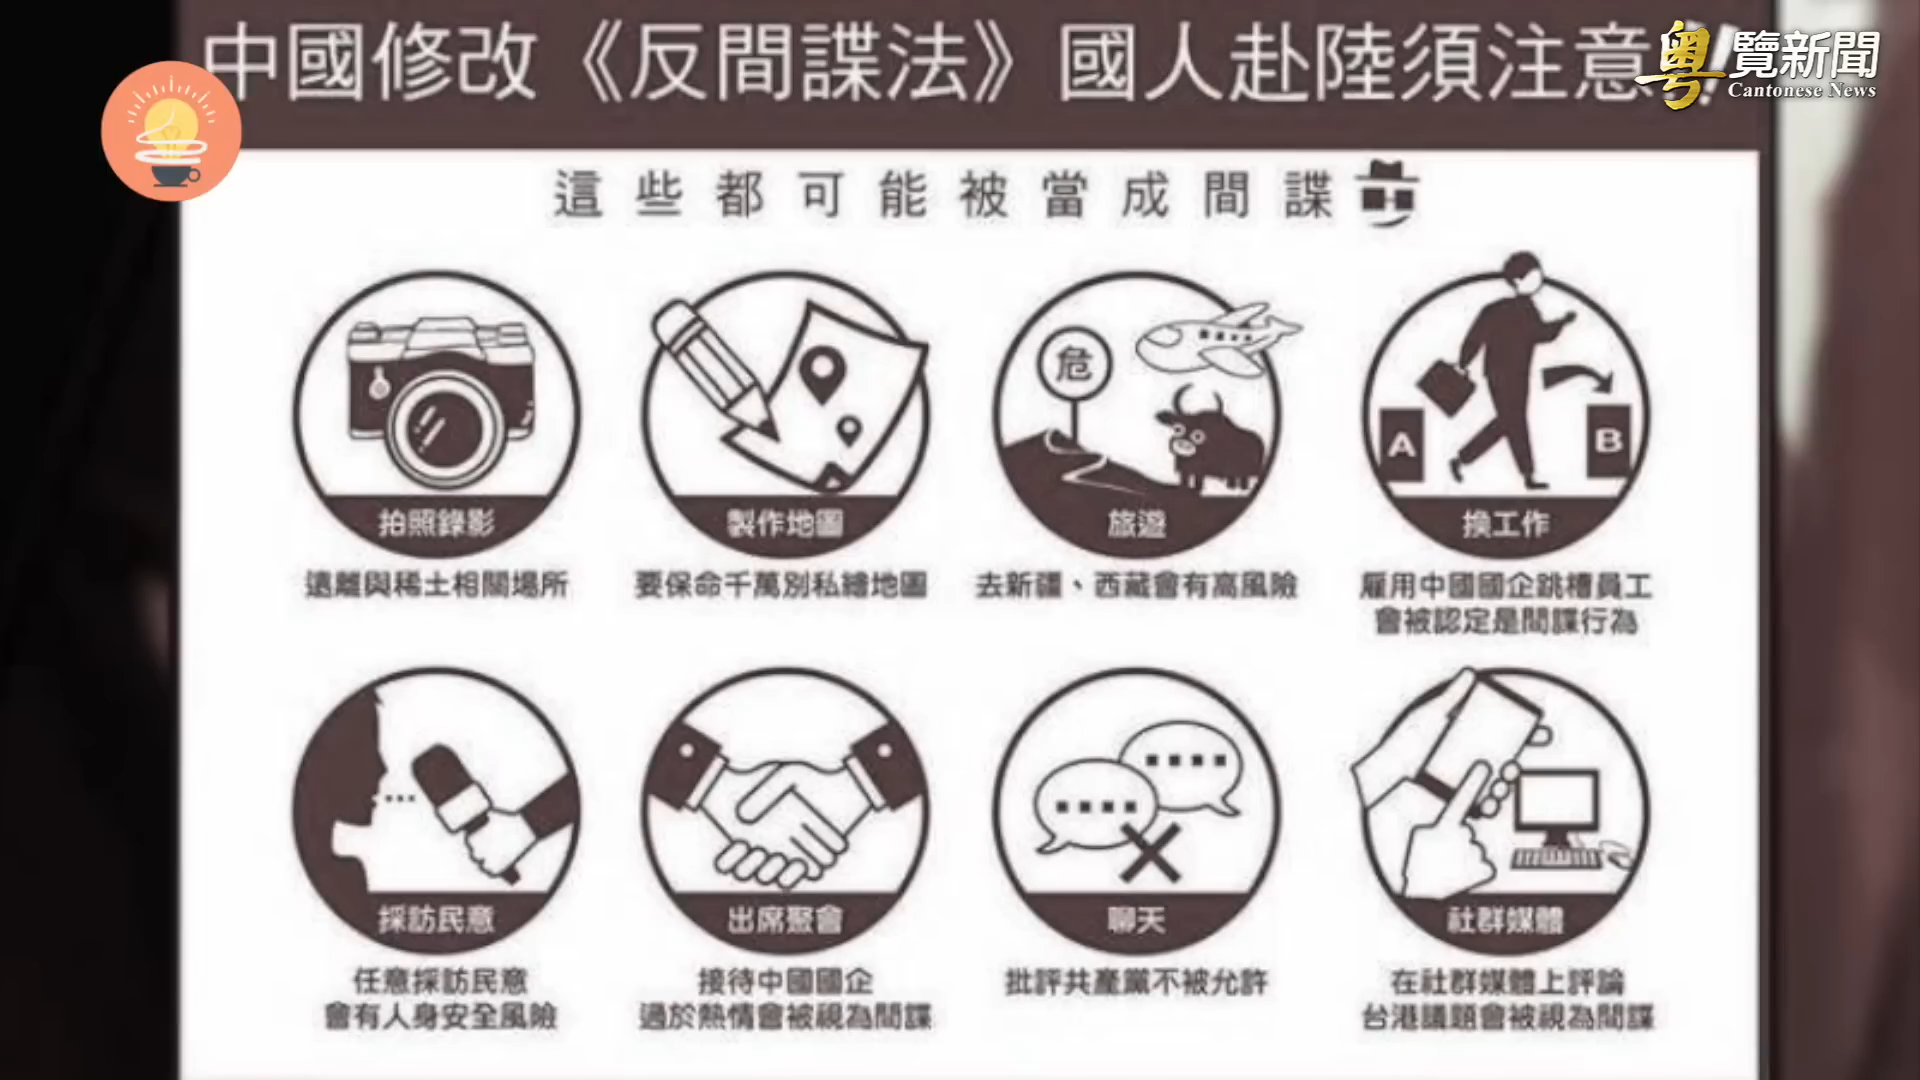 中國修改《反間諜法》國人赴陸須注意!!
粵覽新聞
Cantonese News
這些都可能被當成間諜
危
A
B
拍照錄影
製作地圖
旅遊
換工作
遠離與稀土相關場所
要保命千萬別私繪地圖
去新疆、西藏會有高風險
雇用中國國企跳槽員工
會被認定是間諜行為
採訪民意
出席聚會
聊天
社群媒體
任意採訪民意
會有人身安全風險
接待中國國企
過於熱情會被視為間諜
批評共產黨不被允許
在社群媒體上評論
台港議題會被視為間諜